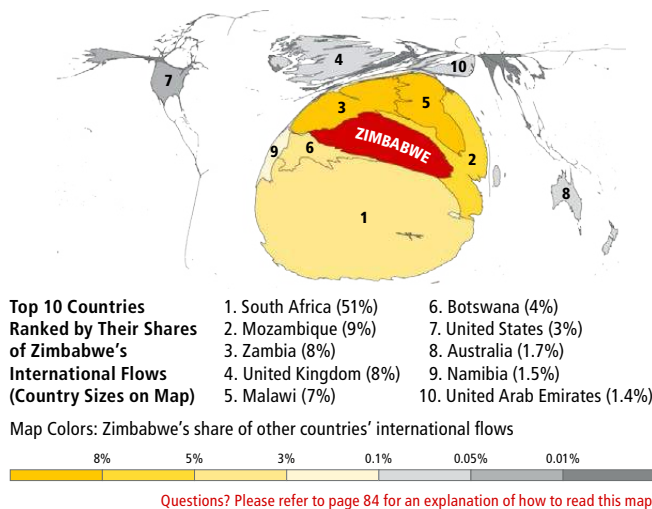 4
10
7
3
5
ZIMBABWE
9
6
2
8
1
Top 10 Countries
Ranked by Their Shares
of Zimbabwe's
International Flows
(Country Sizes on Map)
1. South Africa (51%)
2. Mozambique (9%)
3. Zambia (8%)
4. United Kingdom (8%)
5. Malawi (7%)
6. Botswana (4%)
7. United States (3%)
8. Australia (1.7%)
9. Namibia (1.5%)
10. United Arab Emirates (1.4%)
Map Colors: Zimbabwe's share of other countries' international flows
8% 5% 3% 0.1% 0.05% 0.01%
Questions? Please refer to page 84 for an explanation of how to read this map